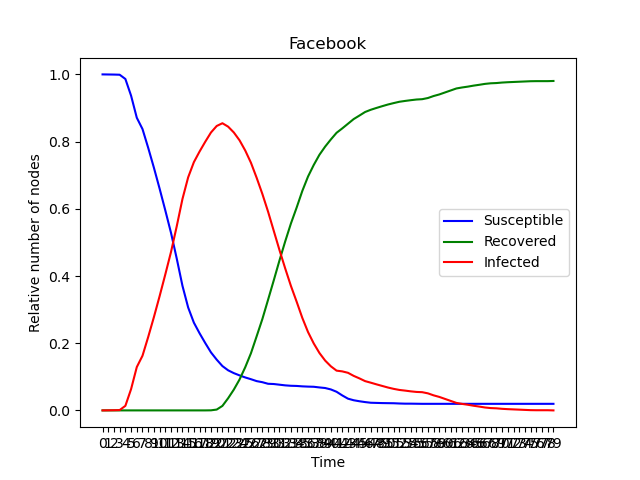 Facebook
1.0
0.8
0.6
0.4
0.2
0.0
Relative number of nodes
Susceptible
Recovered
Infected
Time